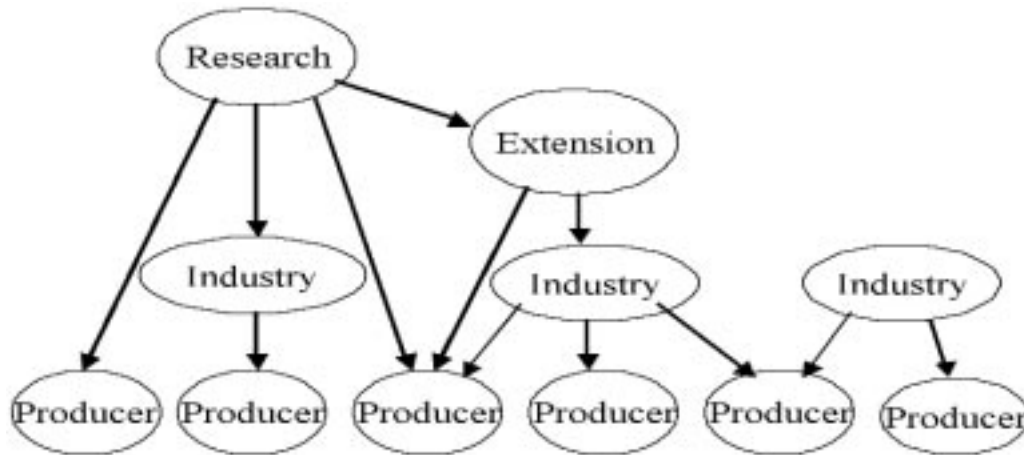 Research
Extension
Industry
Industry
Industry
Producer
Producer
Producer
Producer
Producer
Producer